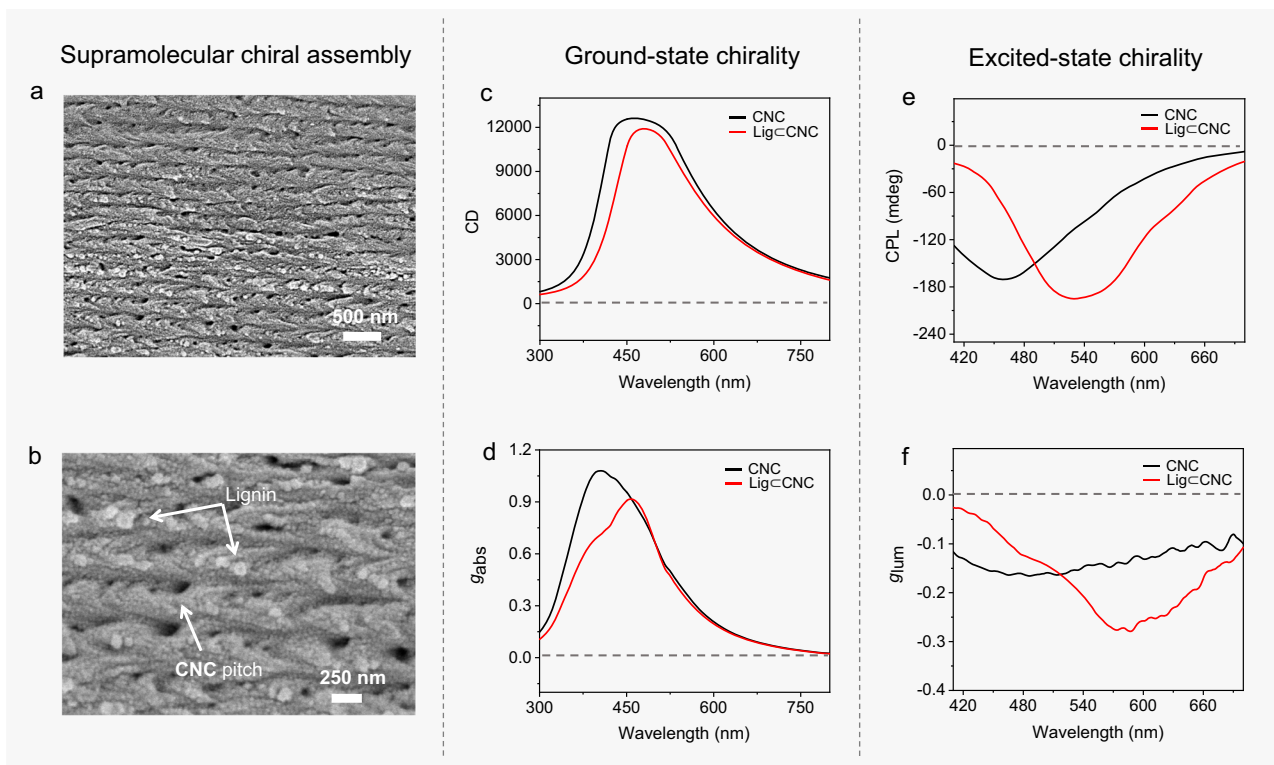 Supramolecular chiral assembly
a
500 nm
b
Lignin
CNC pitch
250 nm
Ground-state chirality
c
CNC
Lig⊂CNC
12000
9000
6000
3000
0
CD
300 450 600 750
Wavelength (nm)
d
CNC
Lig⊂CNC
1.2
0.9
0.6
0.3
0.0
gabs
300 450 600 750
Wavelength (nm)
Excited-state chirality
e
CNC
Lig⊂CNC
0
-60
-120
-180
-240
CPL (mdeg)
420 480 540 600 660
Wavelength (nm)
f
CNC
Lig⊂CNC
0.0
-0.1
-0.2
-0.3
-0.4
glum
420 480 540 600 660
Wavelength (nm)